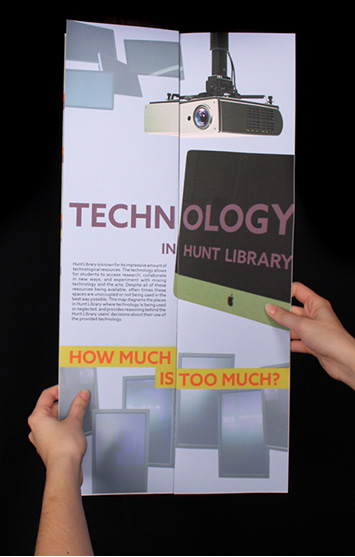 TECHNOLOGY
IN HUNT LIBRARY
Hunt Library is known for its impressive amount of
technological resources. The technology allows
for students to access research, collaborate
in new ways, and experiment with mixing
technology and the arts. Despite all of these
resources being available, often times these
spaces are unoccupied or not being used in the
best way possible. This map diagrams the places
in Hunt Library where technology is being used
or neglected, and provides reasoning behind the
Hunt Library users' decisions about their use of
the provided technology.
HOW MUCH
IS TOO MUCH?